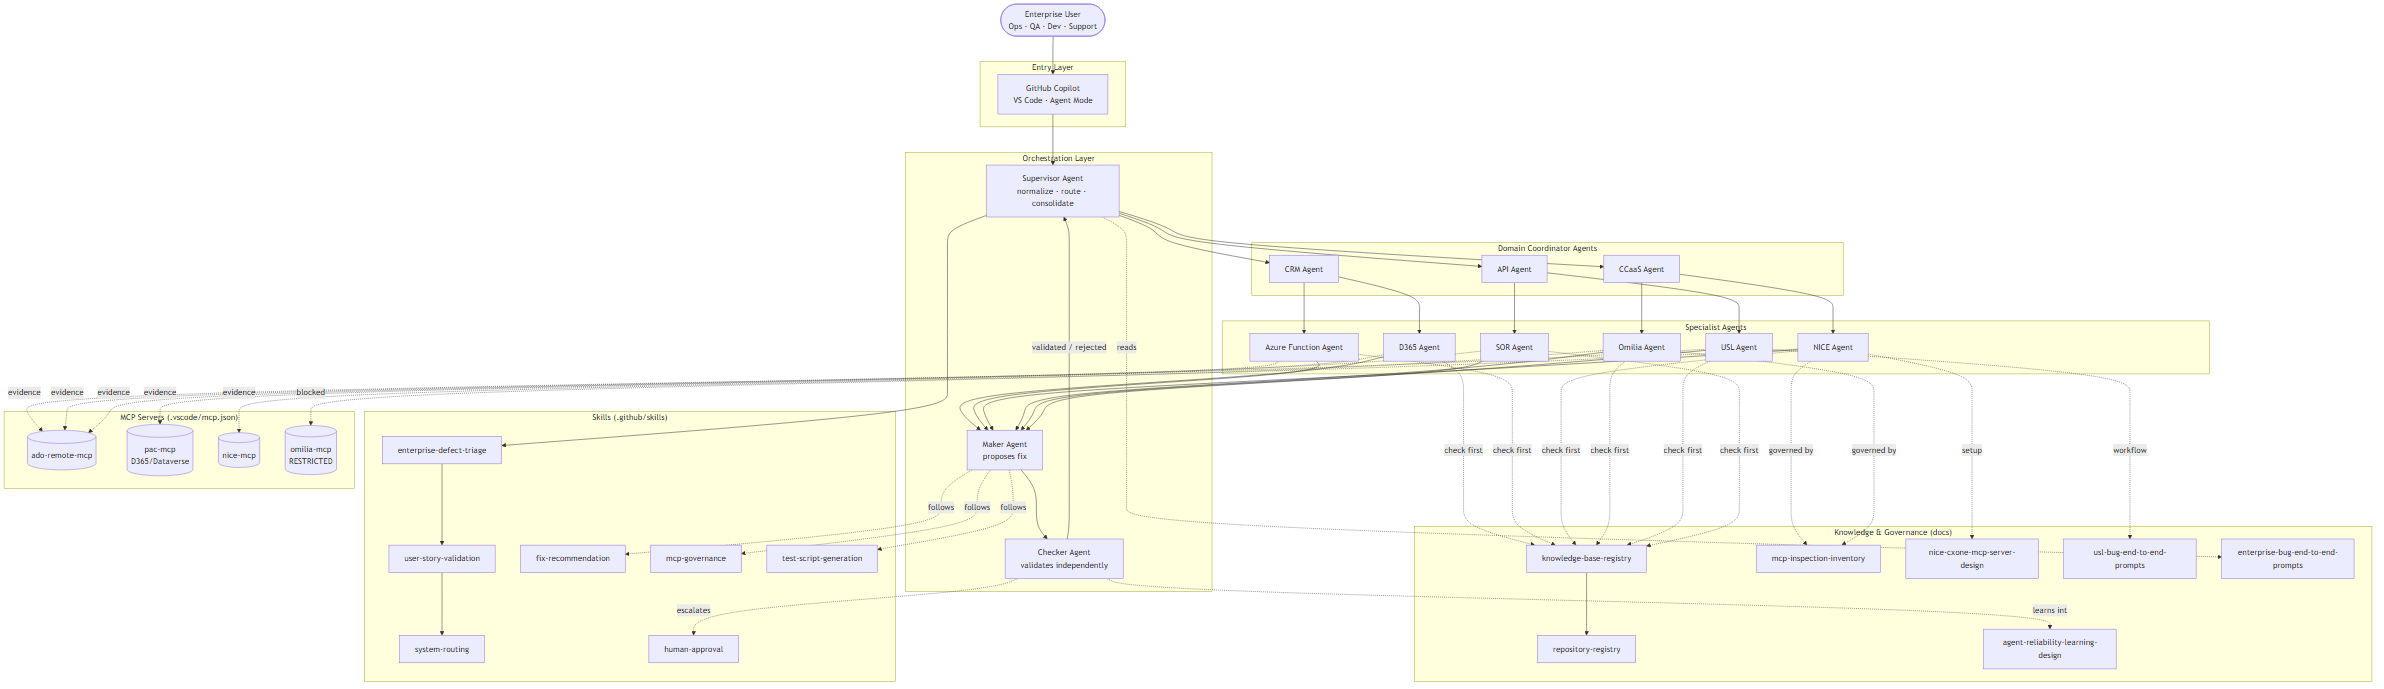 Enterprise User
Ops - QA - Dev - Support
Entry Layer
GitHub Copilot
VS Code - Agent Mode
Orchestration Layer
Supervisor Agent
normalize - route -
consolidate
Domain Coordinator Agents
CRM Agent
API Agent
CCaaS Agent
Specialist Agents
Azure Function Agent
D365 Agent
SOR Agent
Omilia Agent
USL Agent
NICE Agent
validated / rejected
reads
evidence
evidence
evidence
evidence
evidence
blocked
MCP Servers (.vscode/mcp.json)
ado-remote-mcp
pac-mcp
D365/Dataverse
nice-mcp
omilia-mcp
RESTRICTED
Skills (.github/skills)
enterprise-defect-triage
Maker Agent
proposes fix
check first
check first
check first
check first
check first
check first
governed by
governed by
setup
workflow
follows
follows
follows
user-story-validation
fix-recommendation
mcp-governance
test-script-generation
Checker Agent
validates independently
Knowledge & Governance (docs)
knowledge-base-registry
mcp-inspection-inventory
nice-cxone-mcp-server-
design
usl-bug-end-to-end-
prompts
enterprise-bug-end-to-end-
prompts
escalates
learns int
system-routing
human-approval
repository-registry
agent-reliability-learning-
design